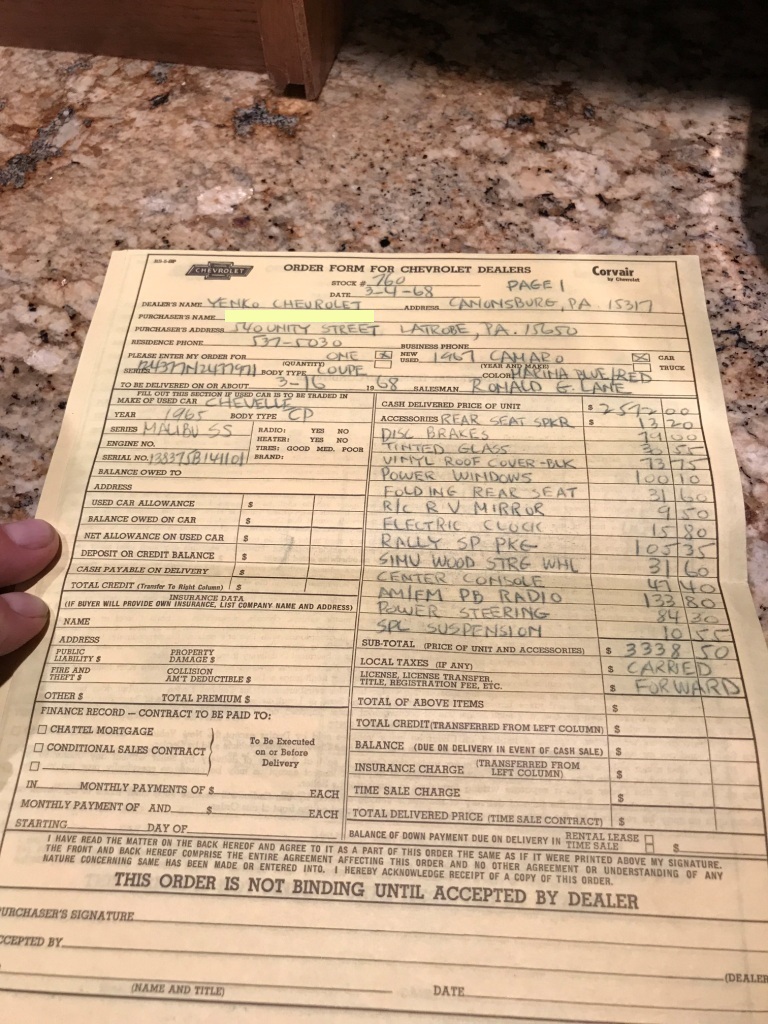 CHEVROLET
ORDER FORM FOR CHEVROLET DEALERS
Corvair
by Chevrolet
STOCK # 760
PAGE 1
DATE 3-4-68
DEALER'S NAME YENKO CHEVROLET ADDRESS CANONSBURG, PA 15317
PURCHASER'S NAME
PURCHASER'S ADDRESS 540 UNITY STREET LATROBE, PA. 15650
RESIDENCE PHONE 537-5030 BUSINESS PHONE
PLEASE ENTER MY ORDER FOR ONE NEW USED 1967 CAMARO CAR
(QUANTITY) (YEAR AND MAKE) TRUCK
SERIES BODY TYPE COUPE COLOR MARINA BLUE/RED
TO BE DELIVERED ON OR ABOUT 3-16 1968 SALESMAN RONALD G. LANE
FILL OUT THIS SECTION IF USED CAR IS TO BE TRADED IN
MAKE OF USED CAR CHEVELLE
YEAR 1965 BODY TYPE CP
SERIES MALIBU SS
ENGINE NO.
SERIAL NO. 138375B141101
RADIO: YES NO
HEATER: YES NO
TIRES: GOOD MED. POOR
BRAND:
BALANCE OWED TO
ADDRESS
USED CAR ALLOWANCE $
BALANCE OWED ON CAR $
NET ALLOWANCE ON USED CAR $
DEPOSIT OR CREDIT BALANCE $
CASH PAYABLE ON DELIVERY $
TOTAL CREDIT (Transfer To Right Column) $
INSURANCE DATA
(IF BUYER WILL PROVIDE OWN INSURANCE, LIST COMPANY NAME AND ADDRESS)
NAME
ADDRESS
PUBLIC LIABILITY $ PROPERTY DAMAGE $
FIRE AND THEFT $ COLLISION AM'T DEDUCTIBLE $
OTHER $ TOTAL PREMIUM $
FINANCE RECORD — CONTRACT TO BE PAID TO:
CHATTEL MORTGAGE
CONDITIONAL SALES CONTRACT
To Be Executed
on or Before
Delivery
IN MONTHLY PAYMENTS OF $ EACH
MONTHLY PAYMENT OF AND $ EACH
STARTING DAY OF
CASH DELIVERED PRICE OF UNIT $ 2572 00
ACCESSORIES REAR SEAT SPKR $ 13 20
DISC BRAKES 79 00
TINTED GLASS 30 55
VINYL ROOF COVER-BLK 73 75
POWER WINDOWS 100 10
FOLDING REAR SEAT 31 60
R/C R V MIRROR 9 50
ELECTRIC CLOCK 15 80
RALLY SP PKG 105 35
SIMU WOOD STRG WHL 31 60
CENTER CONSOLE 47 40
AM/FM PB RADIO 133 80
POWER STEERING 84 30
SPL SUSPENSION 10 55
SUB-TOTAL (PRICE OF UNIT AND ACCESSORIES) $ 3338 50
LOCAL TAXES (IF ANY) $ CARRIED
LICENSE, LICENSE TRANSFER,
TITLE, REGISTRATION FEE, ETC. $ FORWARD
TOTAL OF ABOVE ITEMS $
TOTAL CREDIT (TRANSFERRED FROM LEFT COLUMN) $
BALANCE (DUE ON DELIVERY IN EVENT OF CASH SALE) $
INSURANCE CHARGE (TRANSFERRED FROM LEFT COLUMN) $
TIME SALE CHARGE $
TOTAL DELIVERED PRICE (TIME SALE CONTRACT) $
BALANCE OF DOWN PAYMENT DUE ON DELIVERY IN RENTAL LEASE
TIME SALE $
I HAVE READ THE MATTER ON THE BACK HEREOF AND AGREE TO IT AS A PART OF THIS ORDER THE SAME AS IF IT WERE PRINTED ABOVE MY SIGNATURE.
THE FRONT AND BACK HEREOF COMPRISE THE ENTIRE AGREEMENT AFFECTING THIS ORDER AND NO OTHER AGREEMENT OR UNDERSTANDING OF ANY
NATURE CONCERNING SAME HAS BEEN MADE OR ENTERED INTO. I HEREBY ACKNOWLEDGE RECEIPT OF A COPY OF THIS ORDER.
THIS ORDER IS NOT BINDING UNTIL ACCEPTED BY DEALER
PURCHASER'S SIGNATURE
ACCEPTED BY
(DEALER
(NAME AND TITLE) DATE